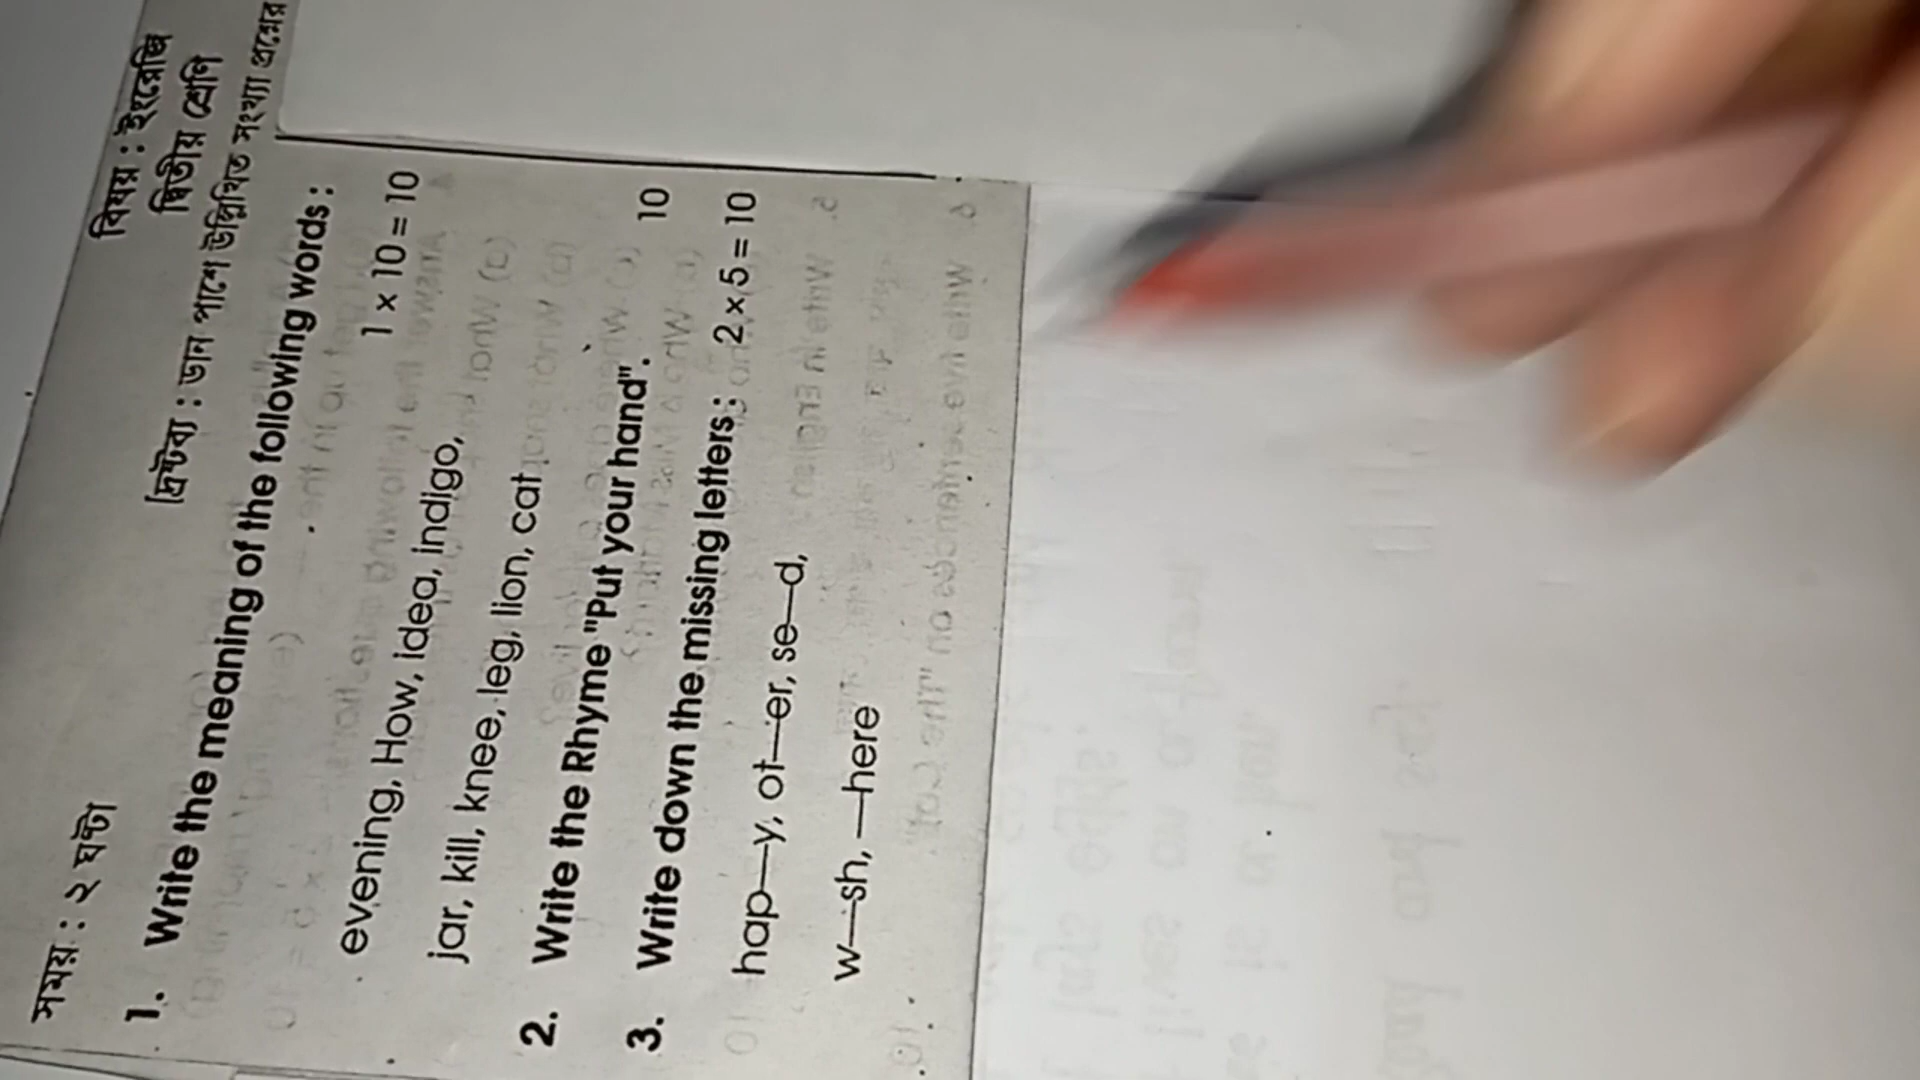 বিষয় : ইংরেজি
দ্বিতীয় শ্রেণি
সময় : ২ ঘণ্টা
[দ্রষ্টব্য : ডান পাশে উল্লিখিত সংখ্যা প্রশ্নের
1. Write the meaning of the following words :
1 × 10 = 10
evening, How, idea, indigo,
jar, kill, knee, leg, lion, cat
2. Write the Rhyme "Put your hand". 10
3. Write down the missing letters : 2 × 5 = 10
hap—y, ot—er, se—d,
w—sh, —here